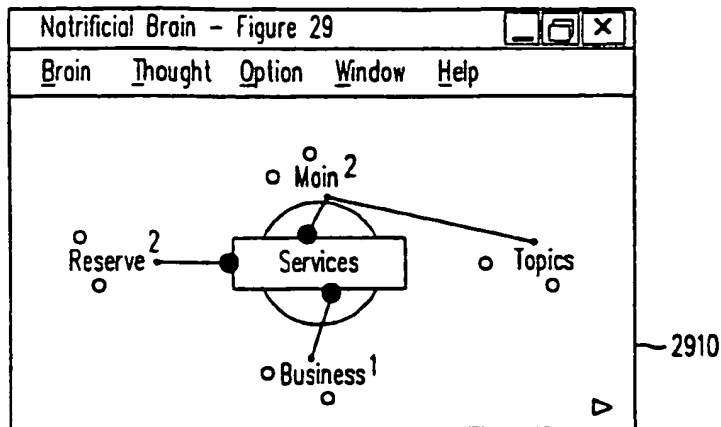 Natrificial Brain - Figure 29
Brain Thought Option Window Help
Main 2
Reserve 2
Services
Topics
2910
Business 1